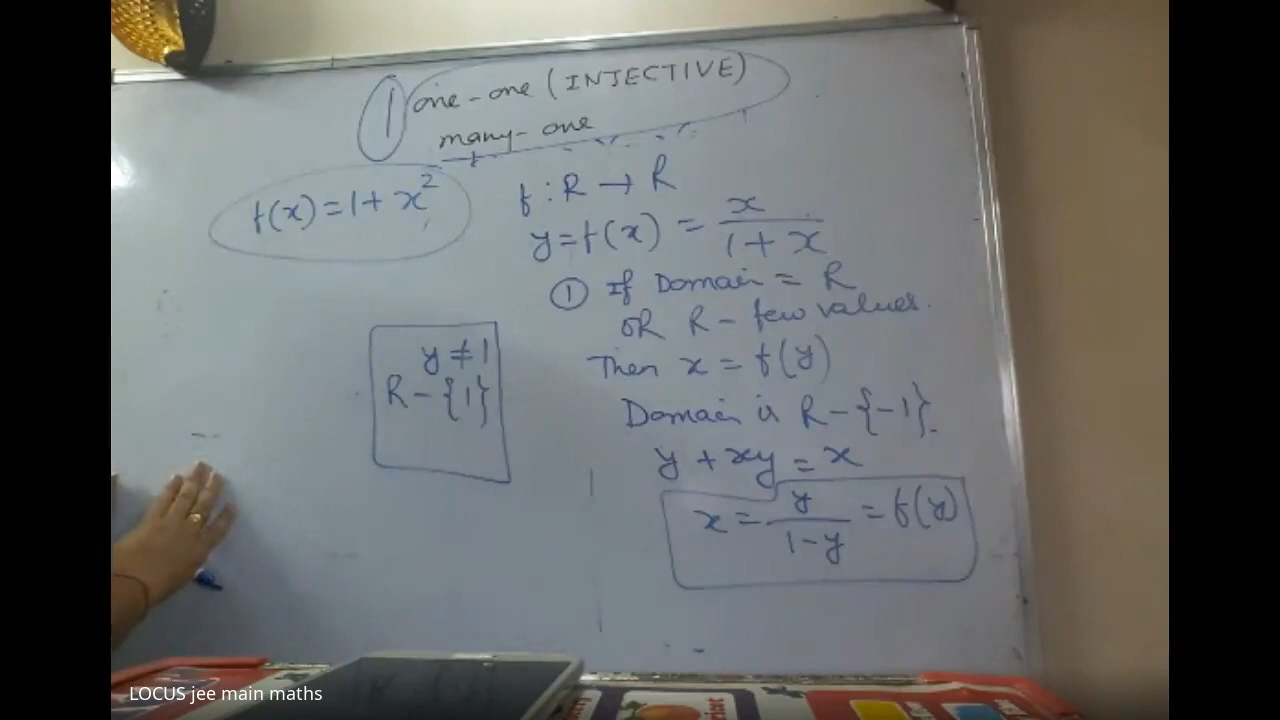 1 one-one (INJECTIVE)
many-one
f(x)=1+x²
f:R → R
y=f(x) = x/(1+x)
① If Domain = R
OR R - few values.
Then x = f(y)
Domain is R-{-1}.
y+xy=x
x = y/(1-y) = f(y)
y≠1
R-{1}
LOCUS jee main maths